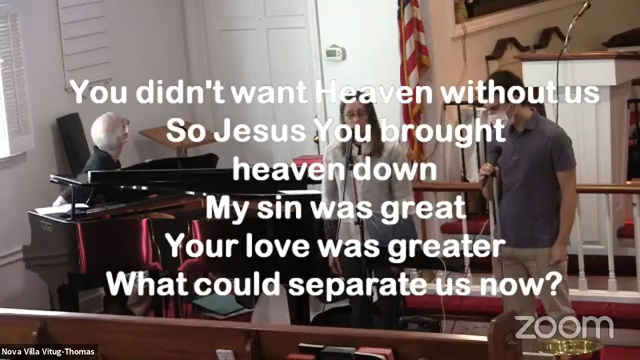 You didn't want Heaven without us
So Jesus You brought
heaven down
My sin was great
Your love was greater
What could separate us now?
zoom
Nova Villa Vitug-Thomas